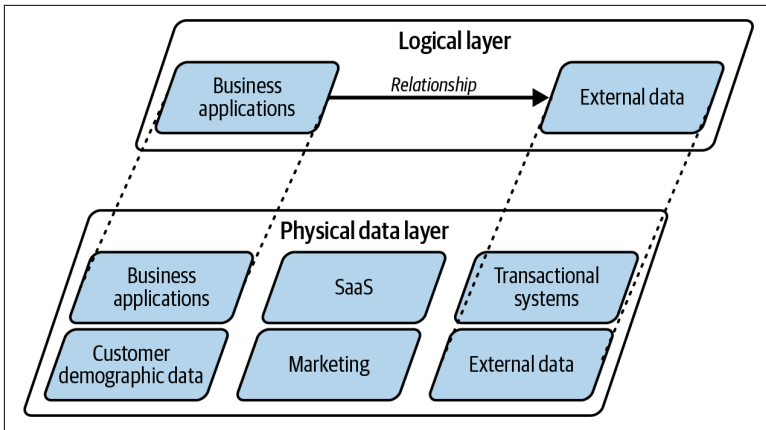 Logical layer
Business
applications
Relationship
External data
Physical data layer
Business
applications
SaaS
Transactional
systems
Customer
demographic data
Marketing
External data